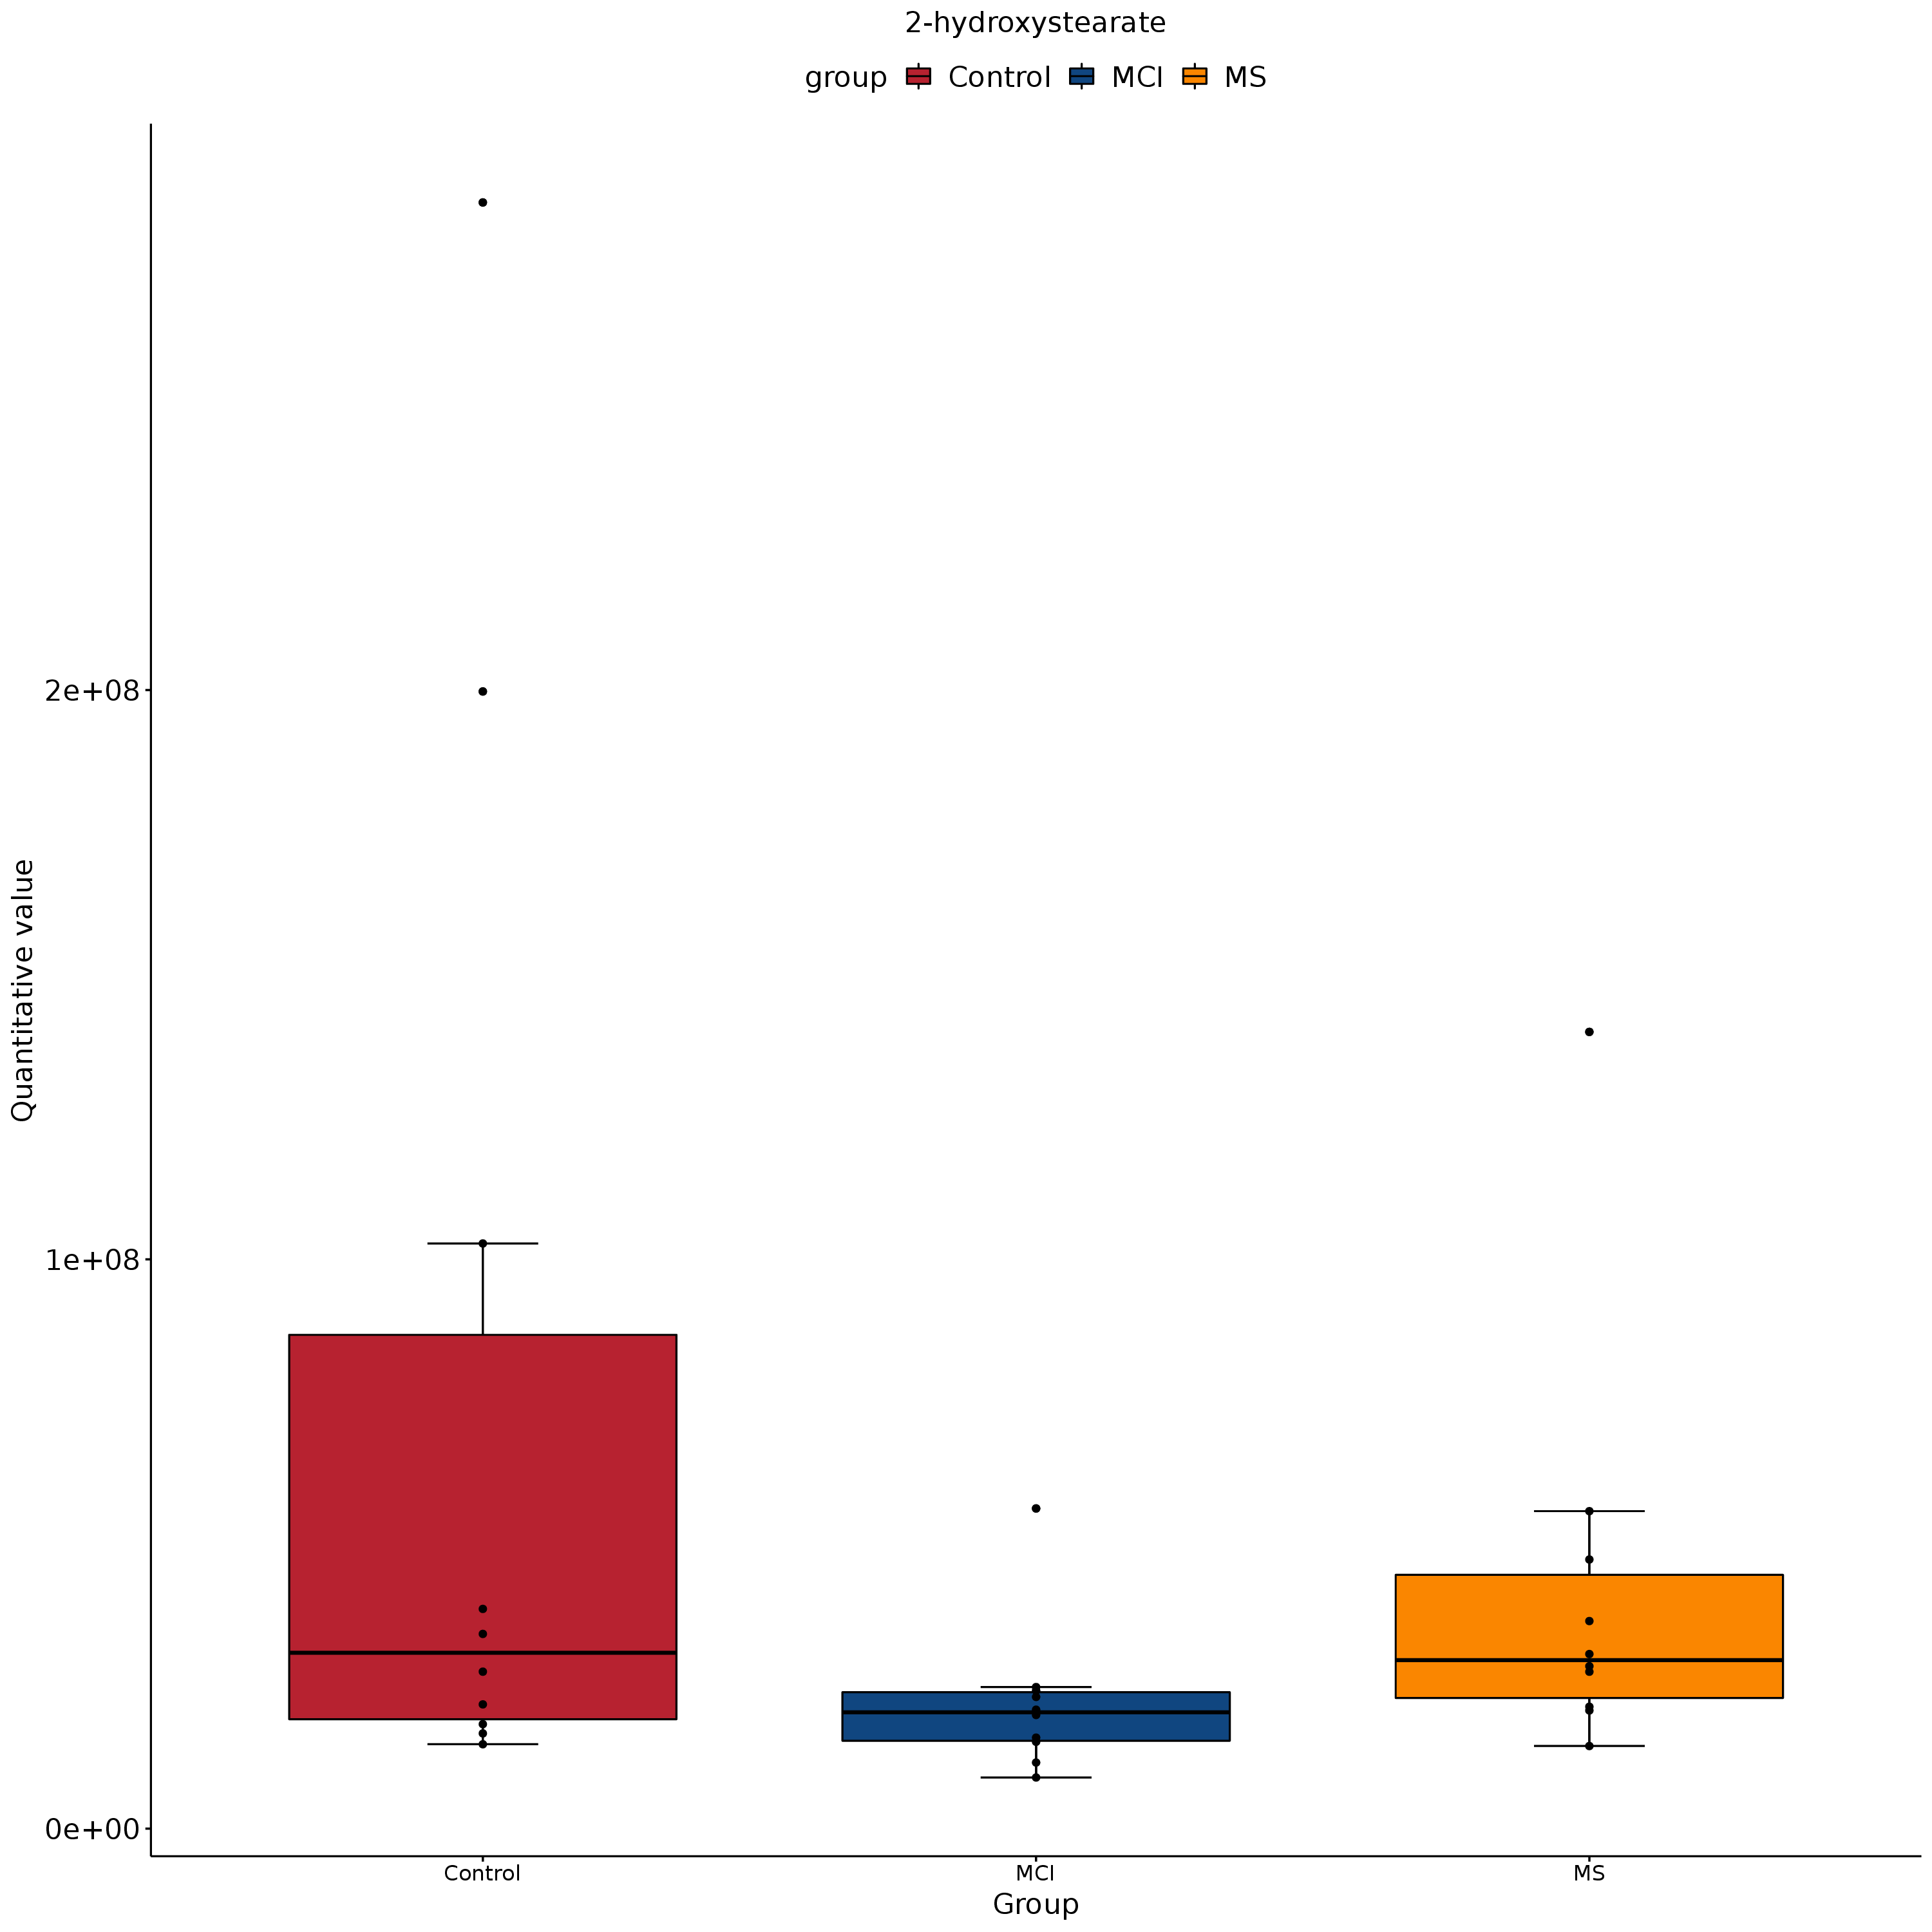 2-hydroxystearate
group Control MCI MS
Quantitative value
2e+08
1e+08
0e+00
Control MCI MS
Group